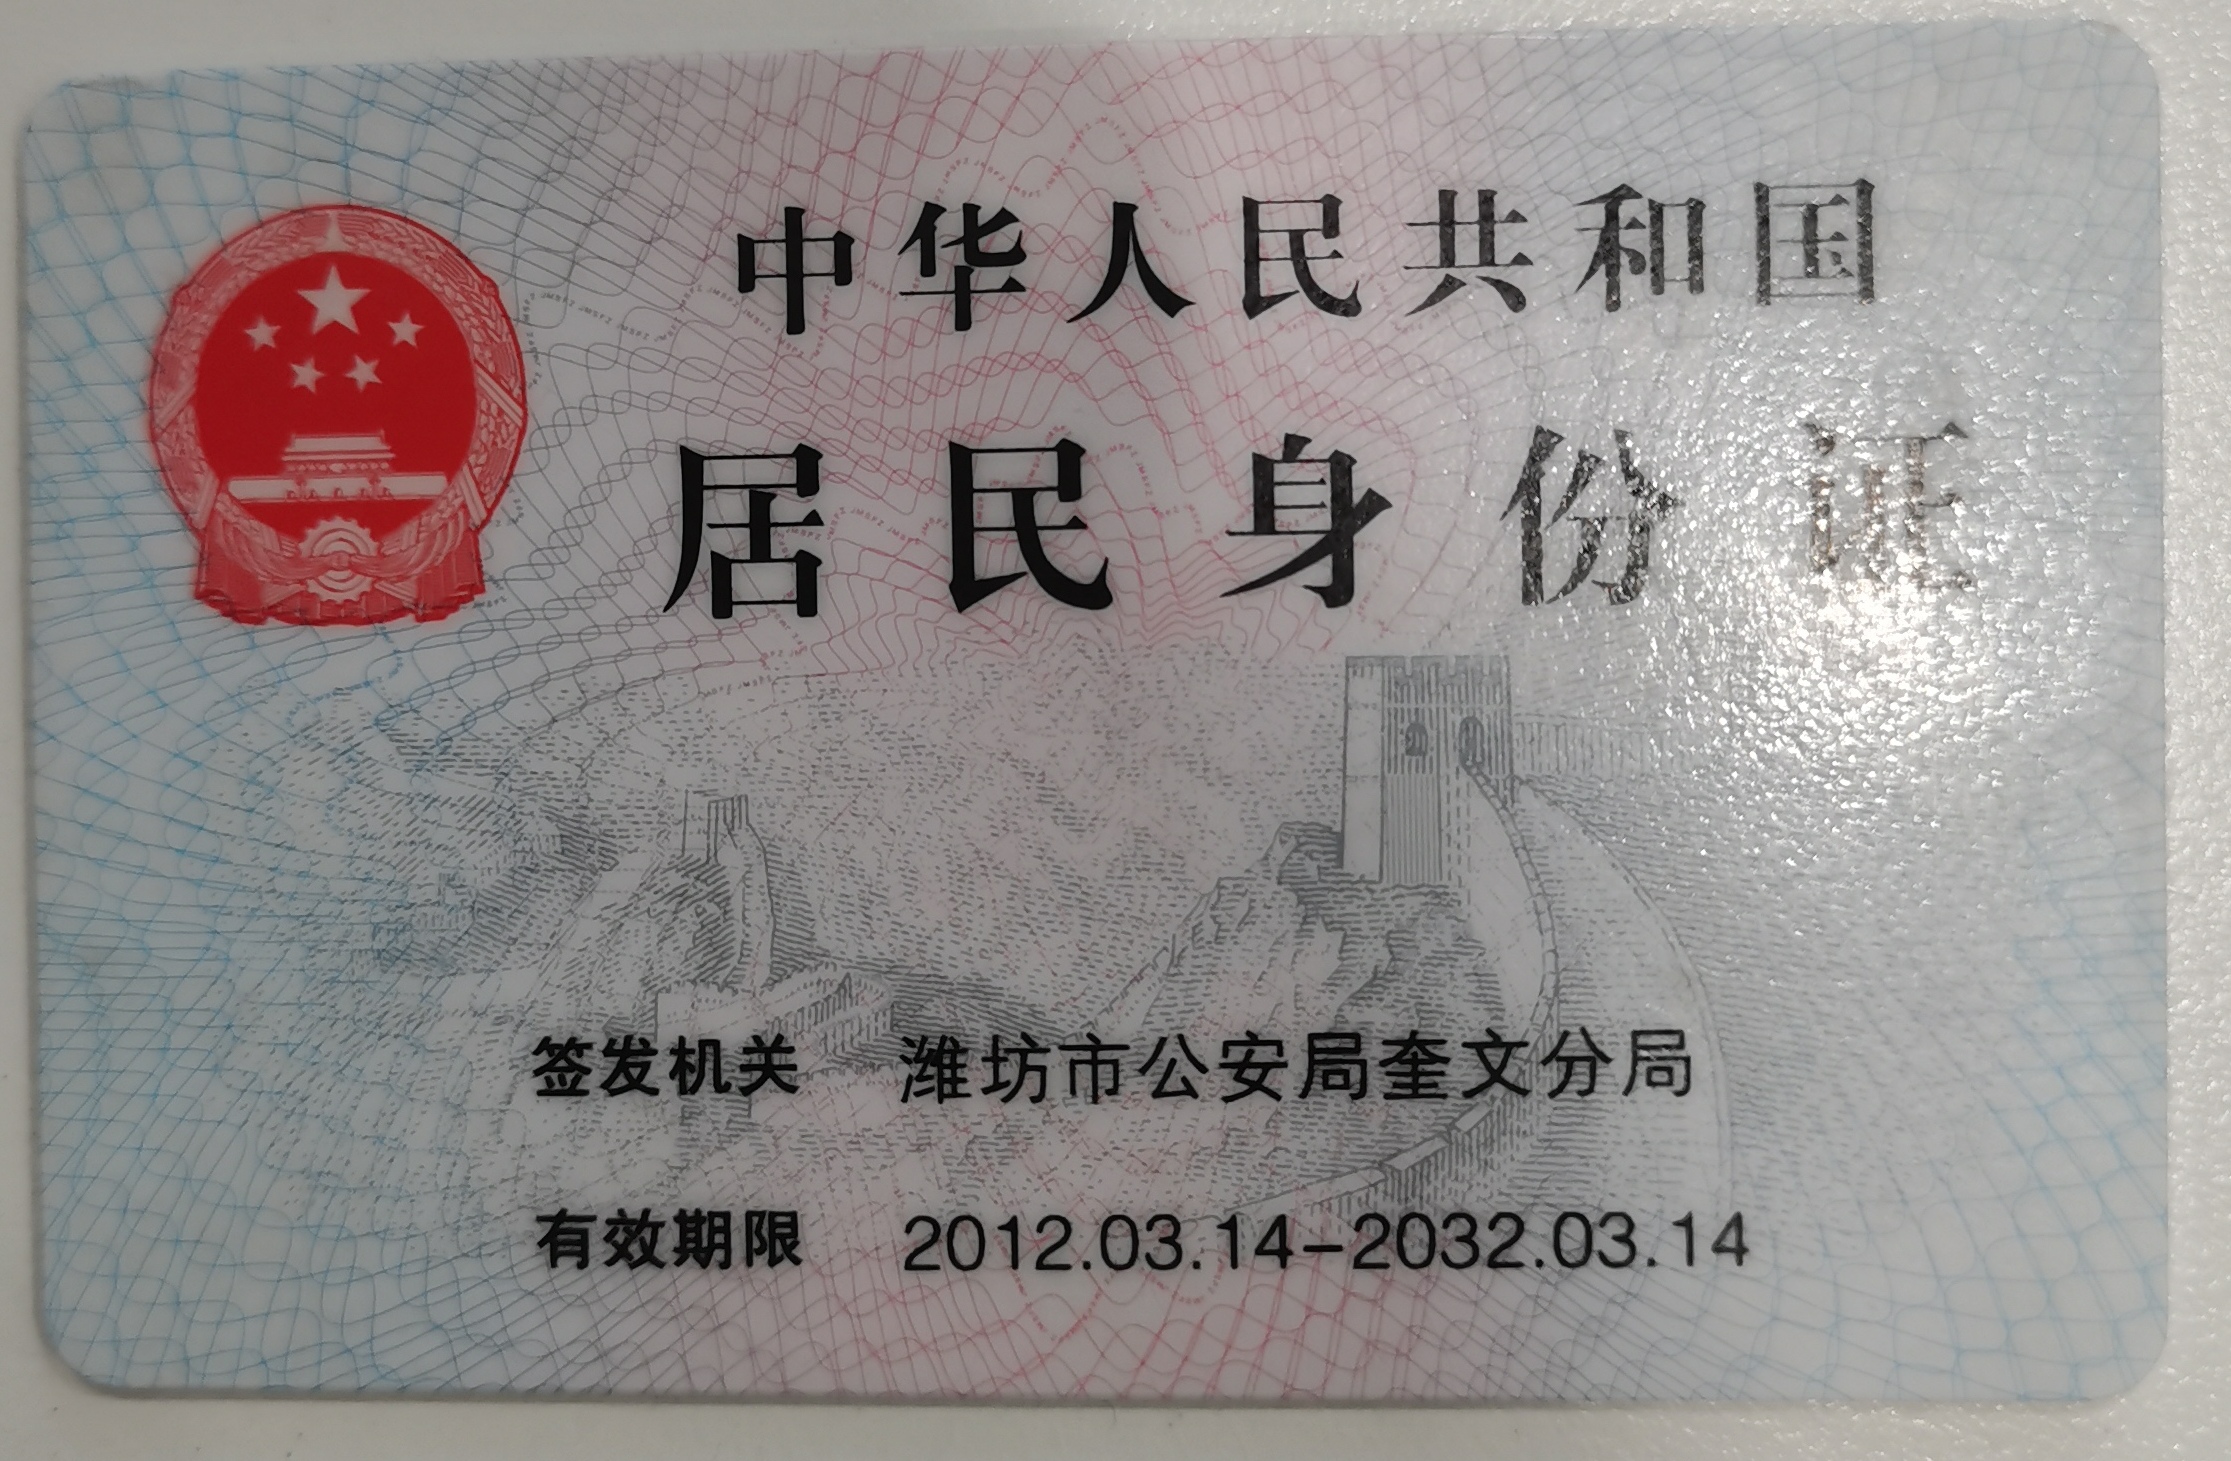 中华人民共和国
居民身份证
签发机关 潍坊市公安局奎文分局
有效期限 2012.03.14-2032.03.14